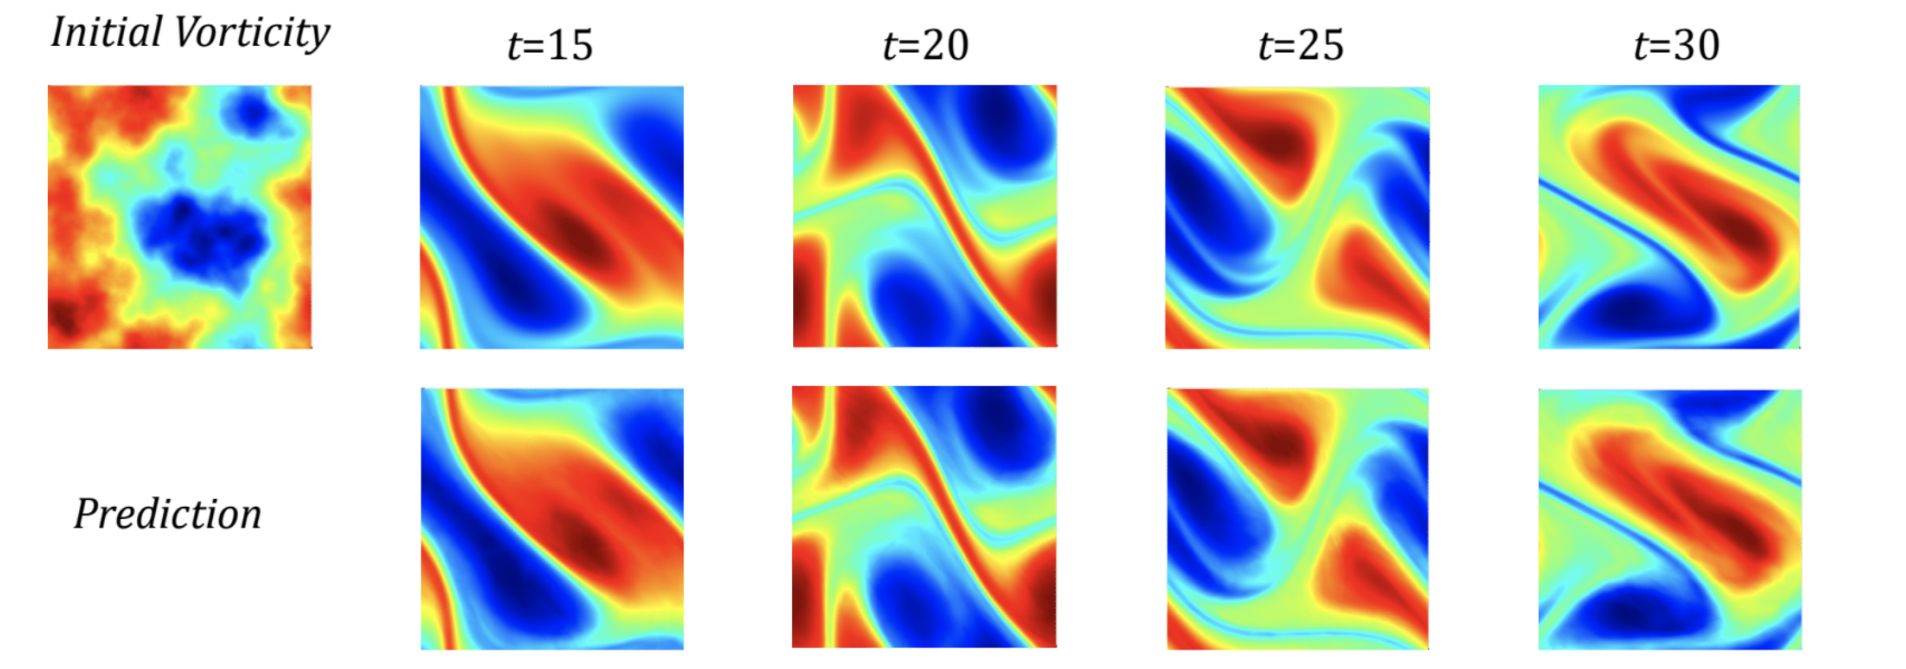 Initial Vorticity
t=15
t=20
t=25
t=30
Prediction